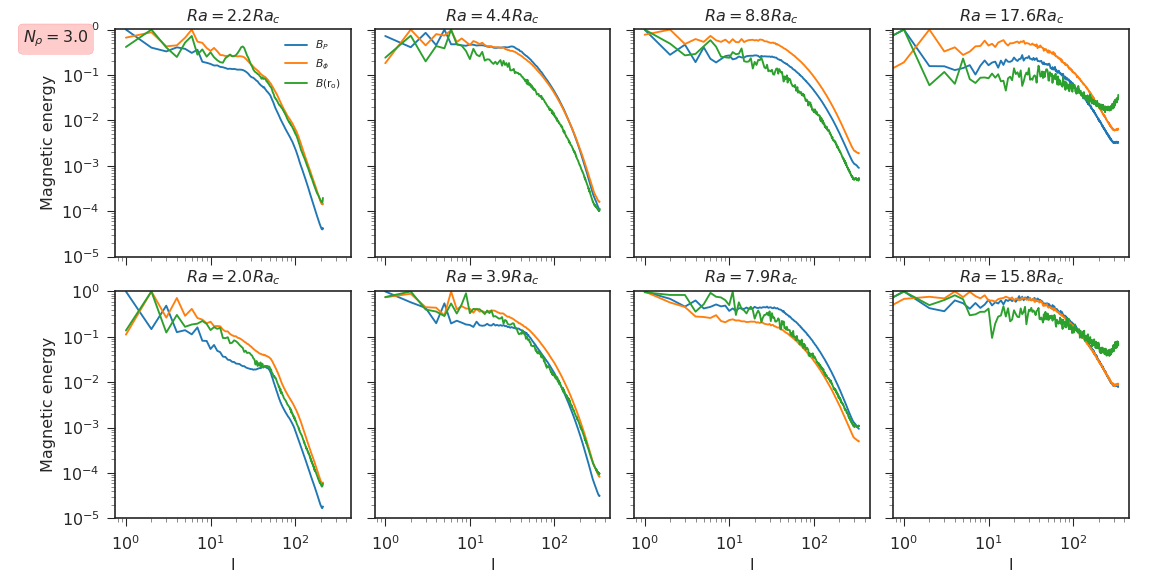 Ra = 2.2Ra_c Ra = 4.4Ra_c Ra = 8.8Ra_c Ra = 17.6Ra_c
N_ρ = 3.0
0
B_P
B_Φ
B(r_o)
10^-1
10^-2
10^-3
10^-4
10^-5
Magnetic energy
Ra = 2.0Ra_c Ra = 3.9Ra_c Ra = 7.9Ra_c Ra = 15.8Ra_c
10^0
10^-1
10^-2
10^-3
10^-4
10^-5
Magnetic energy
10^0 10^1 10^2 10^0 10^1 10^2 10^0 10^1 10^2 10^0 10^1 10^2
l l l l